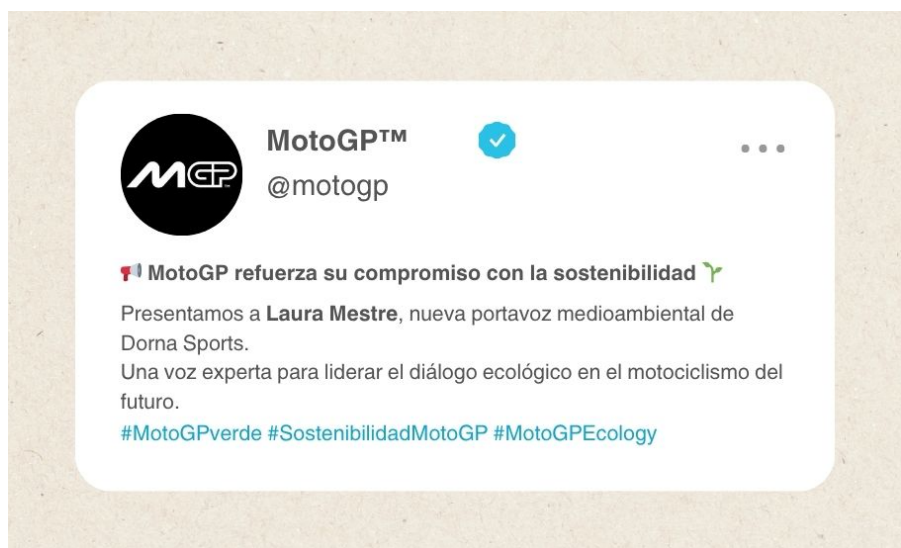 MGP
MotoGP™
@motogp
📢 MotoGP refuerza su compromiso con la sostenibilidad 🌱
Presentamos a Laura Mestre, nueva portavoz medioambiental de
Dorna Sports.
Una voz experta para liderar el diálogo ecológico en el motociclismo del
futuro.
#MotoGPverde #SostenibilidadMotoGP #MotoGPEcology